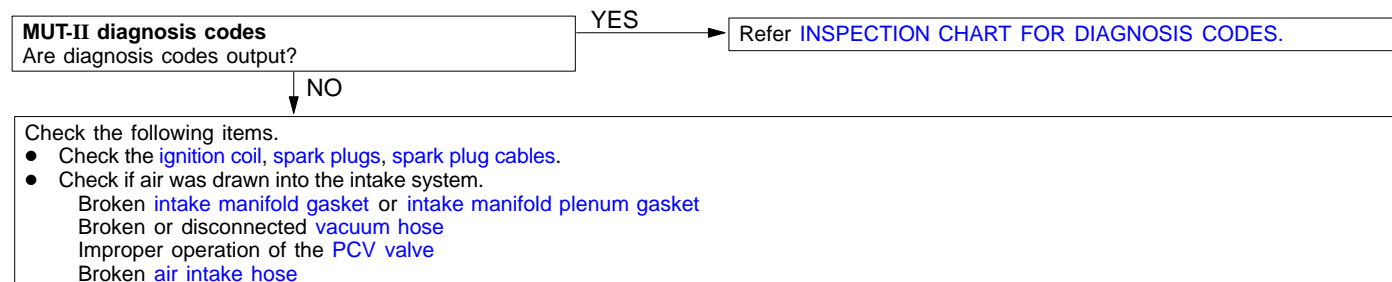 MUT-II diagnosis codes
Are diagnosis codes output?
YES
Refer INSPECTION CHART FOR DIAGNOSIS CODES.
NO
Check the following items.
● Check the ignition coil, spark plugs, spark plug cables.
● Check if air was drawn into the intake system.
Broken intake manifold gasket or intake manifold plenum gasket
Broken or disconnected vacuum hose
Improper operation of the PCV valve
Broken air intake hose